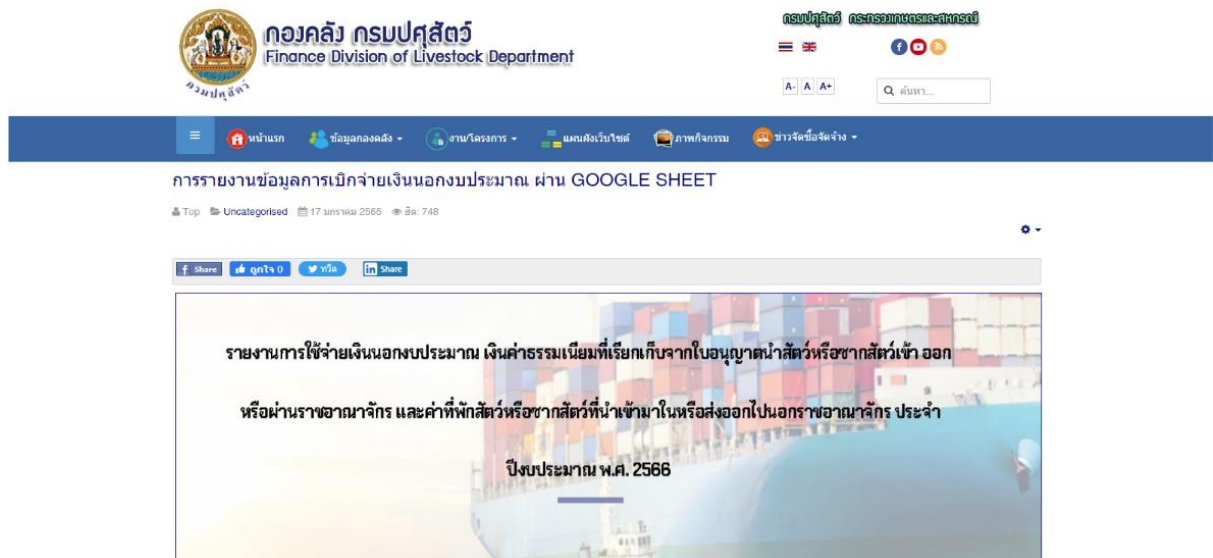 กรมปศุสัตว์ กระทรวงเกษตรและสหกรณ์
กองคลัง กรมปศุสัตว์
Finance Division of Livestock Department
กรมปศุสัตว์
A- A A+
ค้นหา...
หน้าแรก ข้อมูลกองคลัง งาน/โครงการ แผนผังเว็บไซต์ ภาพกิจกรรม ข่าวจัดซื้อจัดจ้าง
การรายงานข้อมูลการเบิกจ่ายเงินนอกงบประมาณ ผ่าน GOOGLE SHEET
Top Uncategorised 17 มกราคม 2565 ฮิต: 748
f Share ถูกใจ 0 ทวีต in Share
รายงานการใช้จ่ายเงินนอกงบประมาณ เงินค่าธรรมเนียมที่เรียกเก็บจากใบอนุญาตนำสัตว์หรือซากสัตว์เข้า ออก
หรือผ่านราชอาณาจักร และค่าที่พักสัตว์หรือซากสัตว์ที่นำเข้ามาในหรือส่งออกไปนอกราชอาณาจักร ประจำ
ปีงบประมาณ พ.ศ. 2566